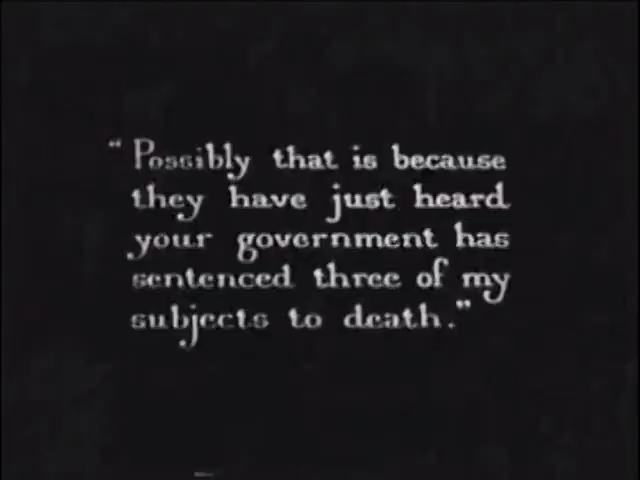 "Possibly that is because
they have just heard
your government has
sentenced three of my
subjects to death."